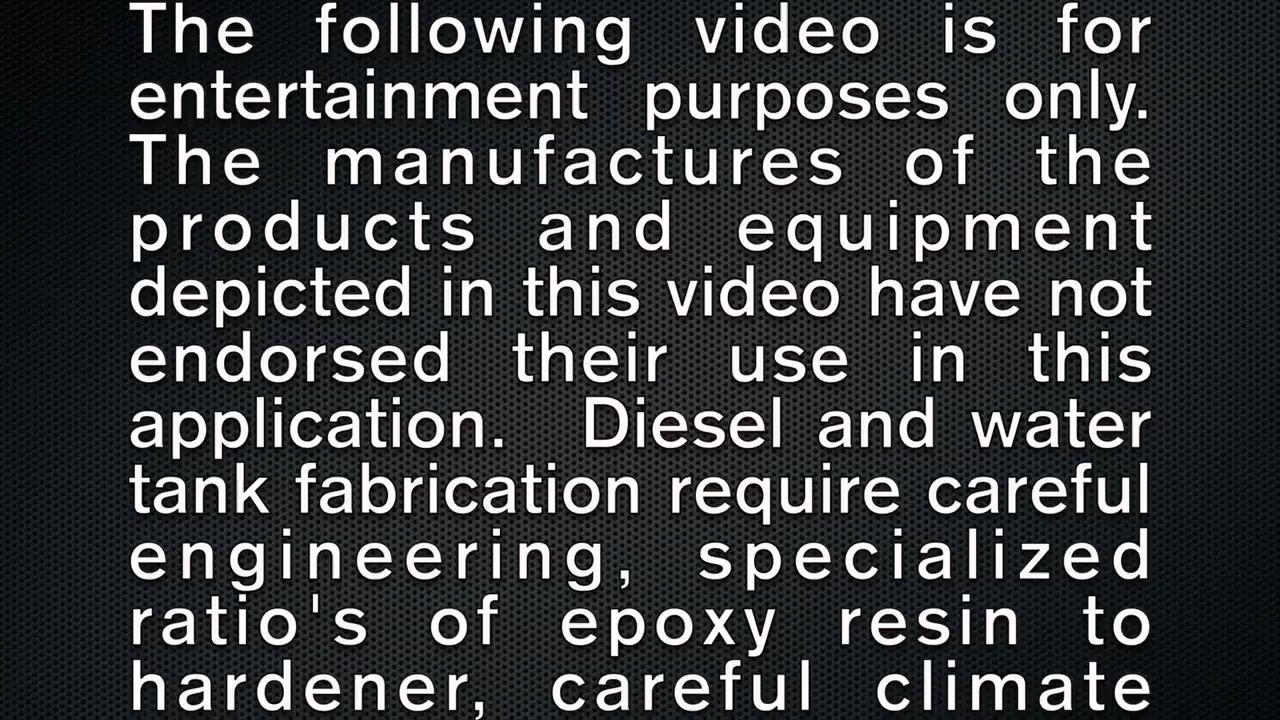 The following video is for
entertainment purposes only.
The manufactures of the
products and equipment
depicted in this video have not
endorsed their use in this
application. Diesel and water
tank fabrication require careful
engineering, specialized
ratio's of epoxy resin to
hardener, careful climate